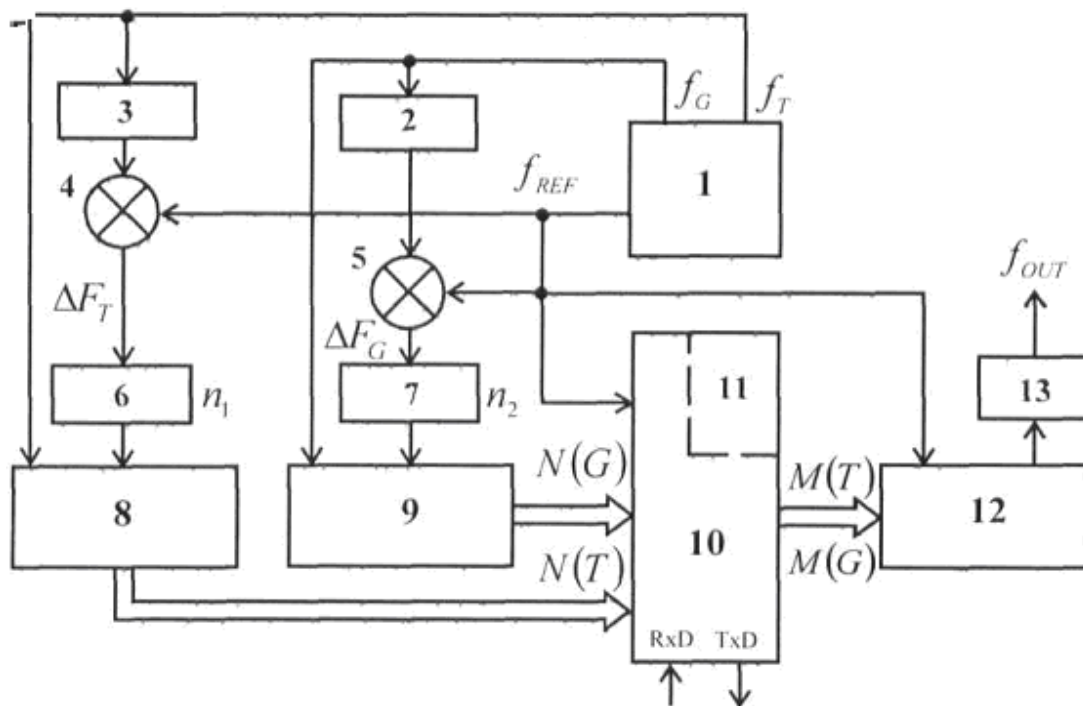 3
2
f_G
f_T
4
f_REF
1
5
f_OUT
ΔF_T
ΔF_G
6
n_1
7
n_2
11
13
N(G)
M(T)
8
9
10
12
N(T)
M(G)
RxD
TxD